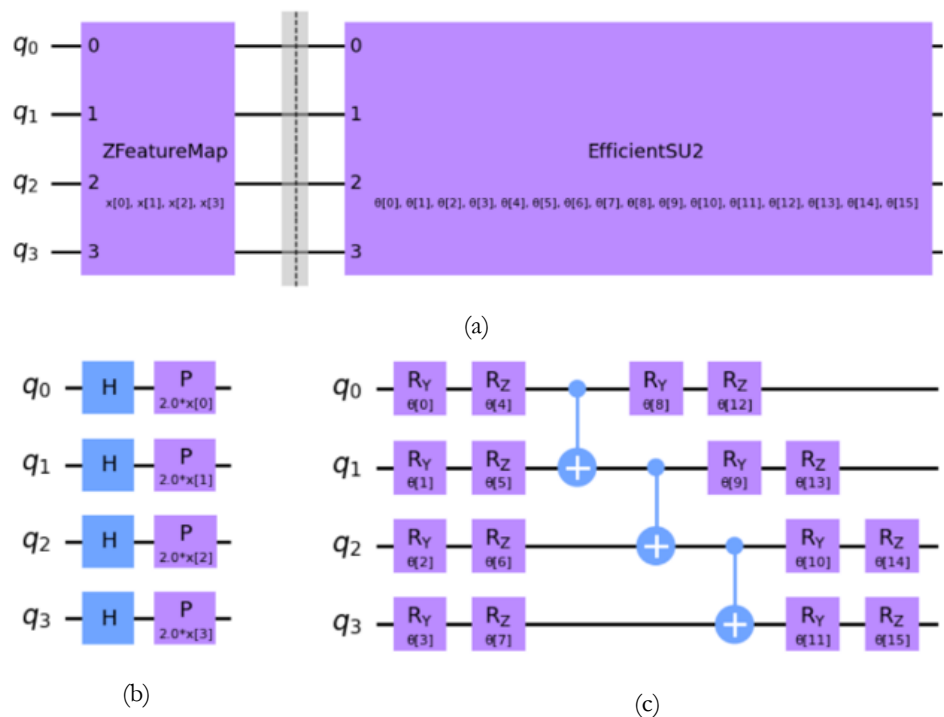 q0 0 0
q1 1 1
ZFeatureMap EfficientSU2
q2 2 2
x[0], x[1], x[2], x[3] θ[0], θ[1], θ[2], θ[3], θ[4], θ[5], θ[6], θ[7], θ[8], θ[9], θ[10], θ[11], θ[12], θ[13], θ[14], θ[15]
q3 3 3
(a)
q0 H P
2.0*x[0]
q1 H P
2.0*x[1]
q2 H P
2.0*x[2]
q3 H P
2.0*x[3]
(b)
q0 RY RZ RY RZ
θ[0] θ[4] θ[8] θ[12]
q1 RY RZ RY RZ
θ[1] θ[5] θ[9] θ[13]
q2 RY RZ RY RZ
θ[2] θ[6] θ[10] θ[14]
q3 RY RZ RY RZ
θ[3] θ[7] θ[11] θ[15]
(c)